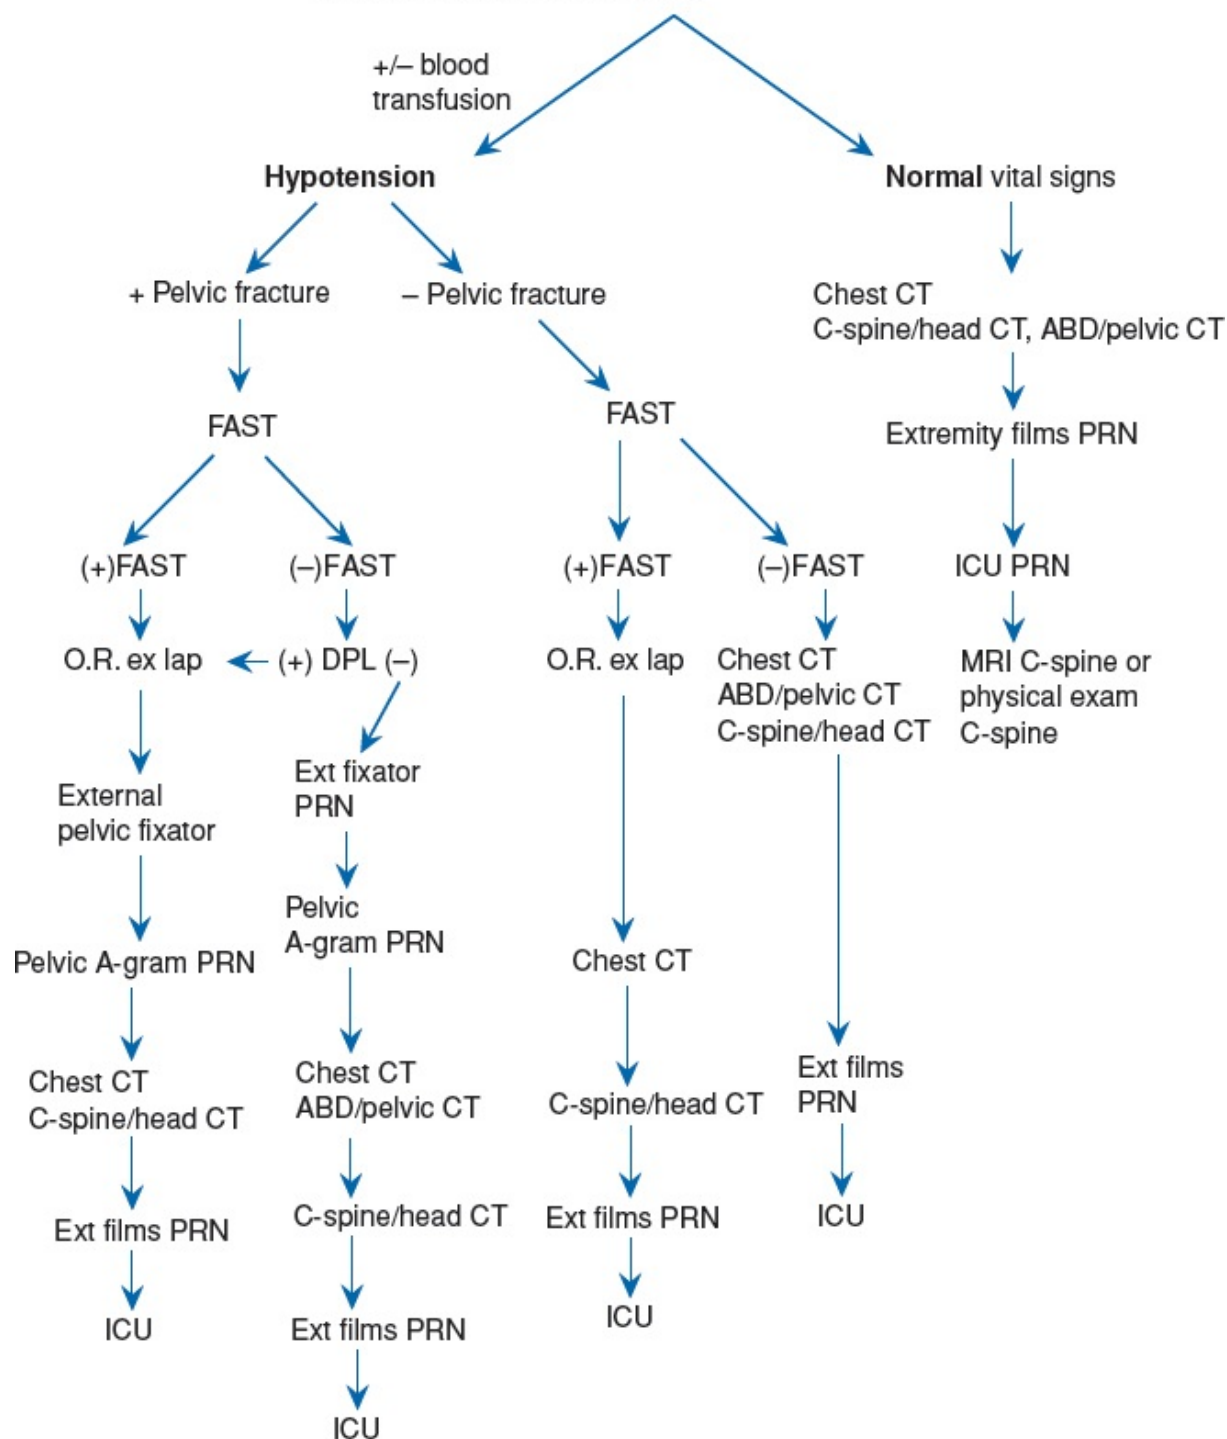 +/– blood
transfusion
Hypotension
Normal vital signs
+ Pelvic fracture
– Pelvic fracture
Chest CT
C-spine/head CT, ABD/pelvic CT
FAST
FAST
Extremity films PRN
(+)FAST
(–)FAST
(+)FAST
(–)FAST
ICU PRN
O.R. ex lap
(+) DPL (–)
O.R. ex lap
Chest CT
ABD/pelvic CT
C-spine/head CT
MRI C-spine or
physical exam
C-spine
External
pelvic fixator
Ext fixator
PRN
Pelvic
A-gram PRN
Pelvic A-gram PRN
Chest CT
Chest CT
C-spine/head CT
Chest CT
ABD/pelvic CT
C-spine/head CT
Ext films
PRN
Ext films PRN
C-spine/head CT
Ext films PRN
ICU
ICU
Ext films PRN
ICU
ICU